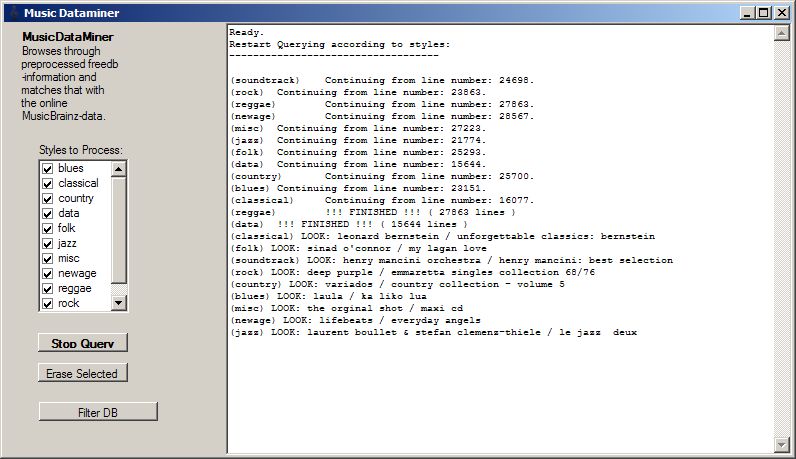 Music Dataminer
MusicDataMiner
Browses through
preprocessed freedb
-information and
matches that with
the online
MusicBrainz-data.
Styles to Process:
blues
classical
country
data
folk
jazz
misc
newage
reggae
rock
Stop Query
Erase Selected
Filter DB
Ready.
Restart Querying according to styles:
-----------------------------------
(soundtrack) Continuing from line number: 24698.
(rock) Continuing from line number: 23863.
(reggae) Continuing from line number: 27863.
(newage) Continuing from line number: 28567.
(misc) Continuing from line number: 27223.
(jazz) Continuing from line number: 21774.
(folk) Continuing from line number: 25293.
(data) Continuing from line number: 15644.
(country) Continuing from line number: 25700.
(blues) Continuing from line number: 23151.
(classical) Continuing from line number: 16077.
(reggae) !!! FINISHED !!! ( 27863 lines )
(data) !!! FINISHED !!! ( 15644 lines )
(classical) LOOK: leonard bernstein / unforgettable classics: bernstein
(folk) LOOK: sinad o'connor / my lagan love
(soundtrack) LOOK: henry mancini orchestra / henry mancini: best selection
(rock) LOOK: deep purple / emmaretta singles collection 68/76
(country) LOOK: variados / country collection - volume 5
(blues) LOOK: laula / ka liko lua
(misc) LOOK: the orginal shot / maxi cd
(newage) LOOK: lifebeats / everyday angels
(jazz) LOOK: laurent boullet & stefan clemenz-thiele / le jazz  deux